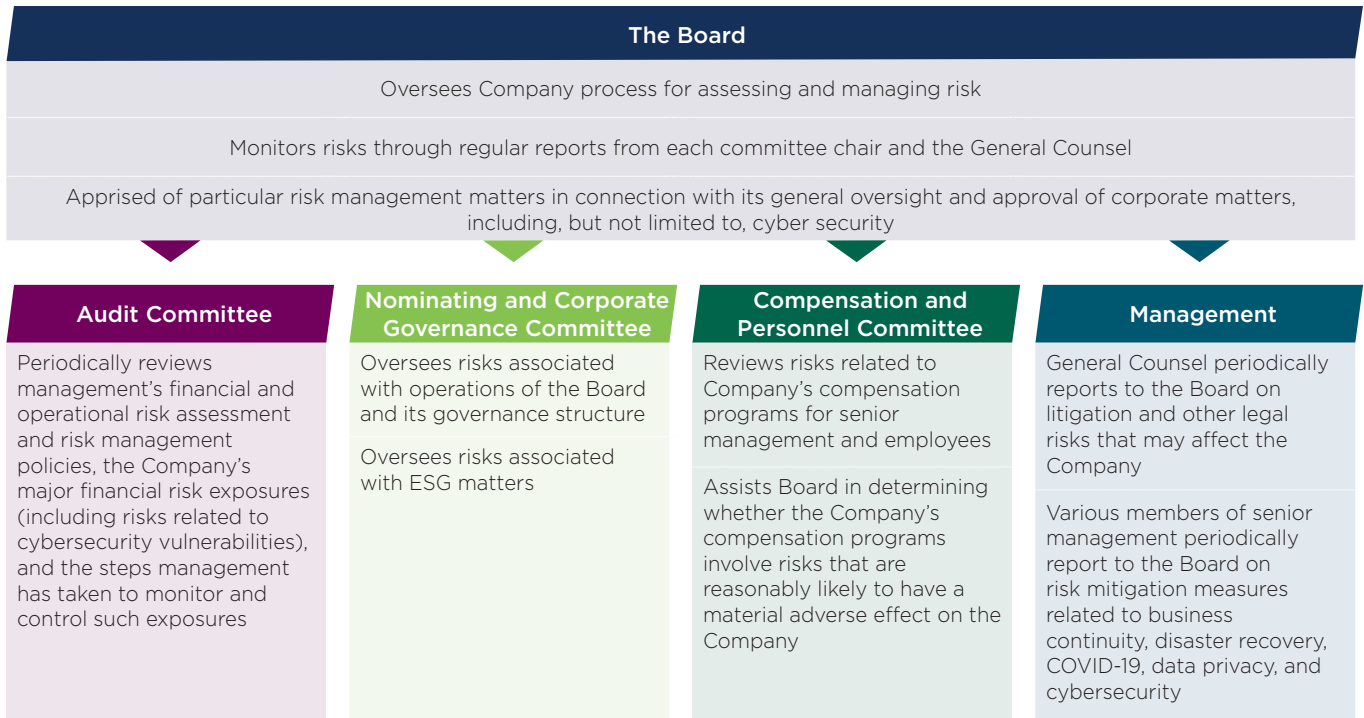 The Board
Oversees Company process for assessing and managing risk
Monitors risks through regular reports from each committee chair and the General Counsel
Apprised of particular risk management matters in connection with its general oversight and approval of corporate matters,
including, but not limited to, cyber security
Audit Committee
Periodically reviews
management’s financial and
operational risk assessment
and risk management
policies, the Company’s
major financial risk exposures
(including risks related to
cybersecurity vulnerabilities),
and the steps management
has taken to monitor and
control such exposures
Nominating and Corporate
Governance Committee
Oversees risks associated
with operations of the Board
and its governance structure
Oversees risks associated
with ESG matters
Compensation and
Personnel Committee
Reviews risks related to
Company’s compensation
programs for senior
management and employees
Assists Board in determining
whether the Company’s
compensation programs
involve risks that are
reasonably likely to have a
material adverse effect on the
Company
Management
General Counsel periodically
reports to the Board on
litigation and other legal
risks that may affect the
Company
Various members of senior
management periodically
report to the Board on
risk mitigation measures
related to business
continuity, disaster recovery,
COVID-19, data privacy, and
cybersecurity